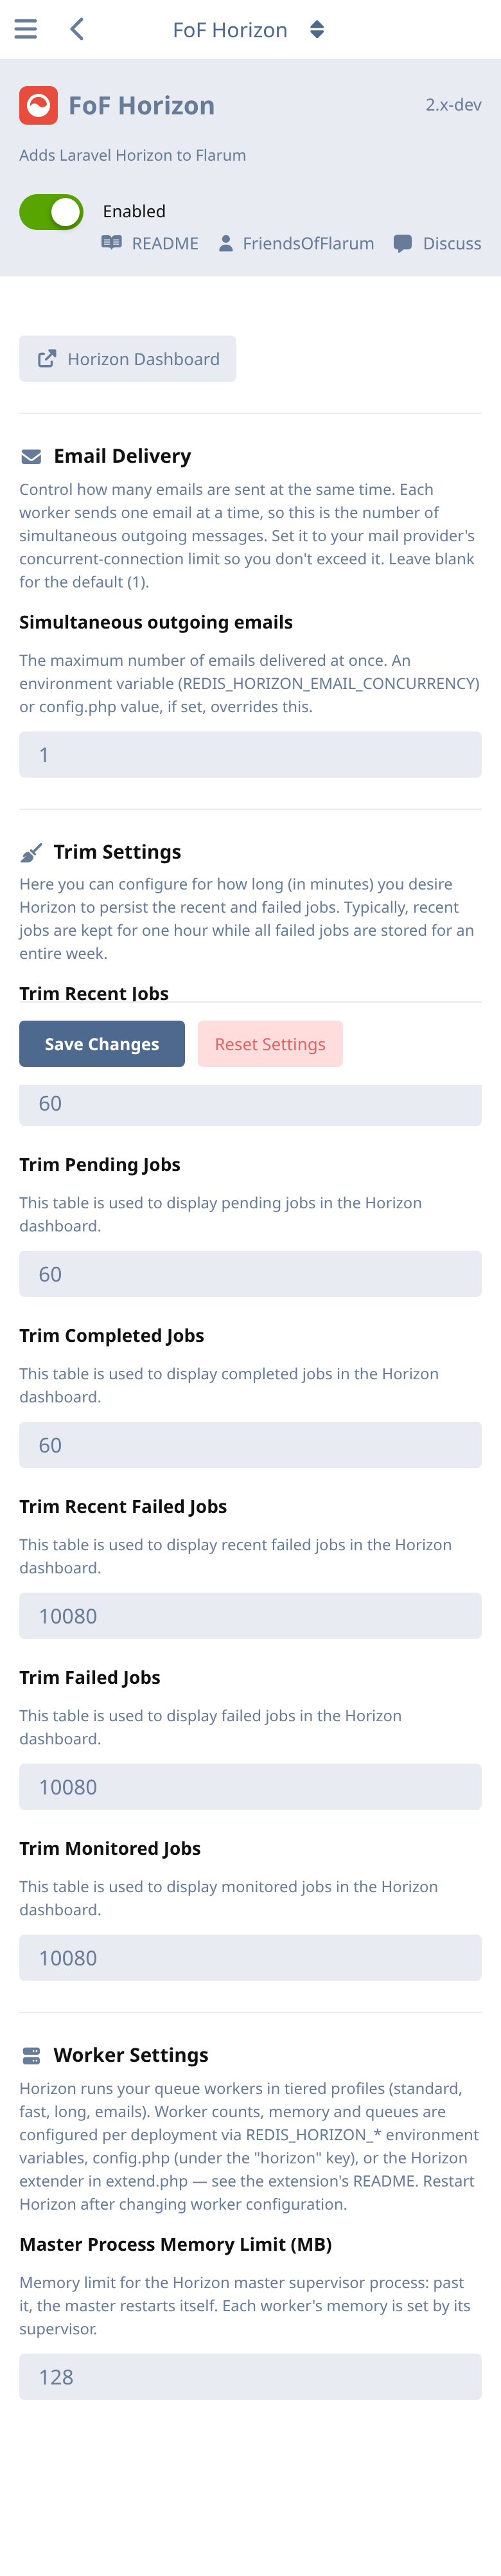 FoF Horizon
FoF Horizon
2.x-dev
Adds Laravel Horizon to Flarum
Enabled
README
FriendsOfFlarum
Discuss
Horizon Dashboard
Email Delivery
Control how many emails are sent at the same time. Each
worker sends one email at a time, so this is the number of
simultaneous outgoing messages. Set it to your mail provider's
concurrent-connection limit so you don't exceed it. Leave blank
for the default (1).
Simultaneous outgoing emails
The maximum number of emails delivered at once. An
environment variable (REDIS_HORIZON_EMAIL_CONCURRENCY)
or config.php value, if set, overrides this.
1
Trim Settings
Here you can configure for how long (in minutes) you desire
Horizon to persist the recent and failed jobs. Typically, recent
jobs are kept for one hour while all failed jobs are stored for an
entire week.
Trim Recent Jobs
Save Changes
Reset Settings
60
Trim Pending Jobs
This table is used to display pending jobs in the Horizon
dashboard.
60
Trim Completed Jobs
This table is used to display completed jobs in the Horizon
dashboard.
60
Trim Recent Failed Jobs
This table is used to display recent failed jobs in the Horizon
dashboard.
10080
Trim Failed Jobs
This table is used to display failed jobs in the Horizon
dashboard.
10080
Trim Monitored Jobs
This table is used to display monitored jobs in the Horizon
dashboard.
10080
Worker Settings
Horizon runs your queue workers in tiered profiles (standard,
fast, long, emails). Worker counts, memory and queues are
configured per deployment via REDIS_HORIZON_* environment
variables, config.php (under the "horizon" key), or the Horizon
extender in extend.php — see the extension's README. Restart
Horizon after changing worker configuration.
Master Process Memory Limit (MB)
Memory limit for the Horizon master supervisor process: past
it, the master restarts itself. Each worker's memory is set by its
supervisor.
128